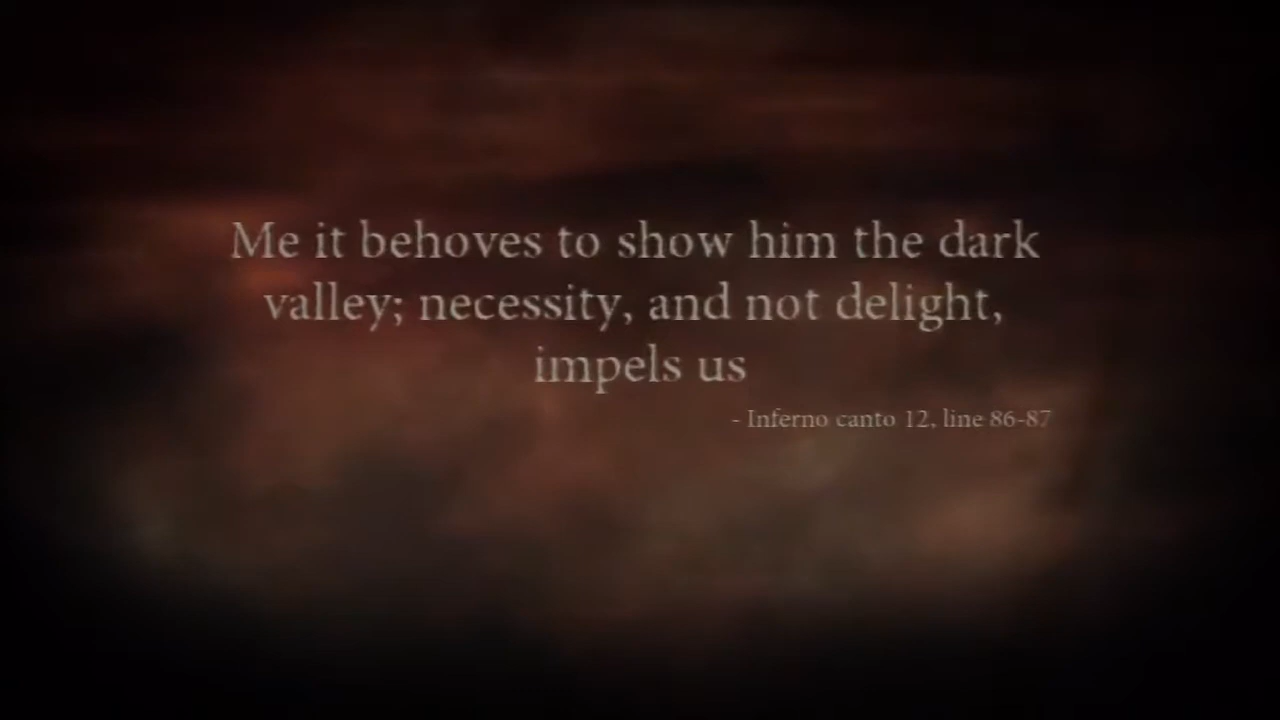 Me it behoves to show him the dark
valley; necessity, and not delight,
impels us
- Inferno canto 12, line 86-87